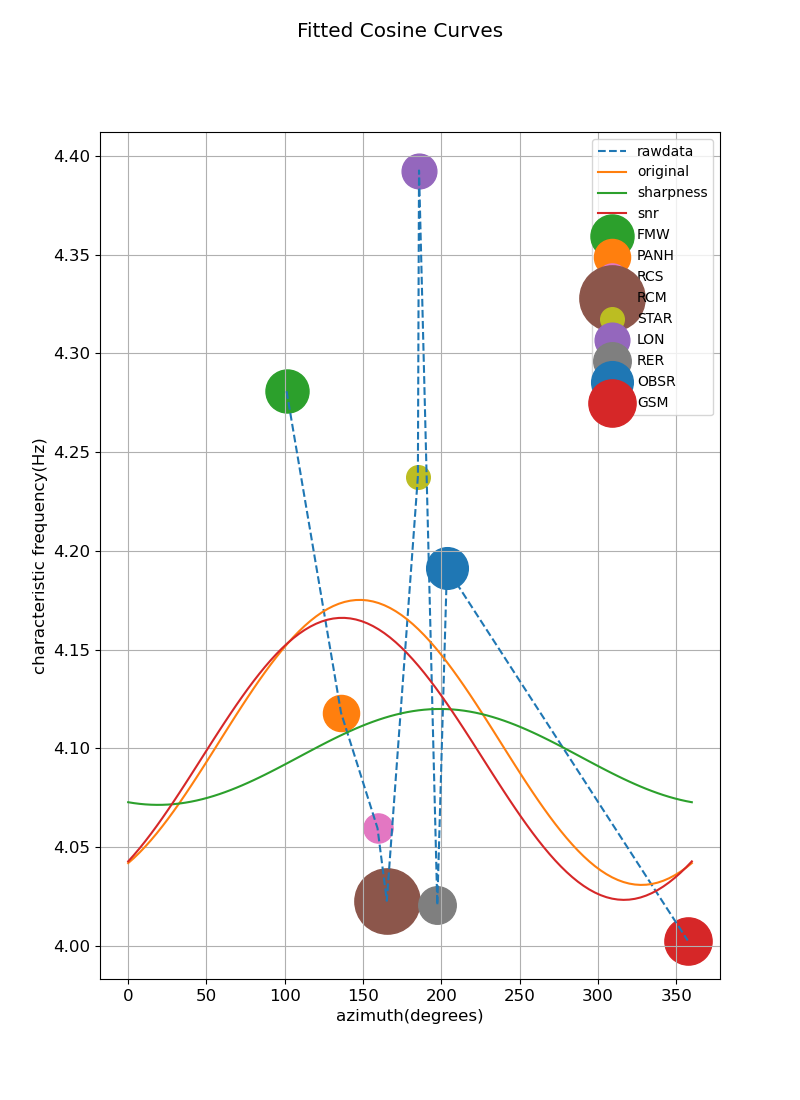 Fitted Cosine Curves
4.40
4.35
4.30
4.25
4.20
4.15
4.10
4.05
4.00
characteristic frequency(Hz)
rawdata
original
sharpness
snr
FMW
PANH
RCS
RCM
STAR
LON
RER
OBSR
GSM
0 50 100 150 200 250 300 350
azimuth(degrees)